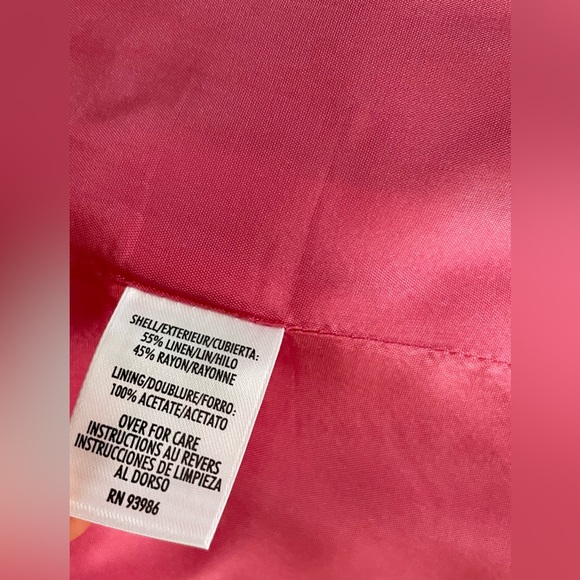 SHELL/EXTERIEUR/CUBIERTA:
55% LINEN/LIN/HILO
45% RAYON/RAYONNE
LINING/DOUBLURE/FORRO:
100% ACETATE/ACETATO
OVER FOR CARE
INSTRUCTIONS AU REVERS
INSTRUCCIONES DE LIMPIEZA
AL DORSO
RN 93986